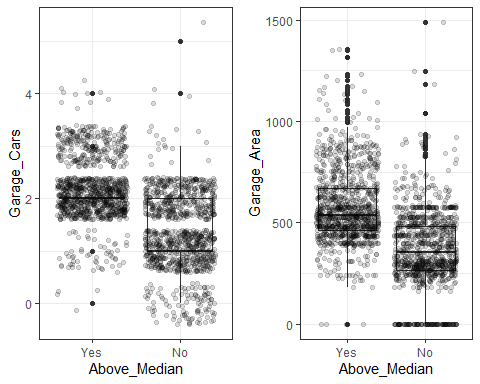 Garage_Cars
4
2
0
Yes No
Above_Median
Garage_Area
1500
1000
500
0
Yes No
Above_Median